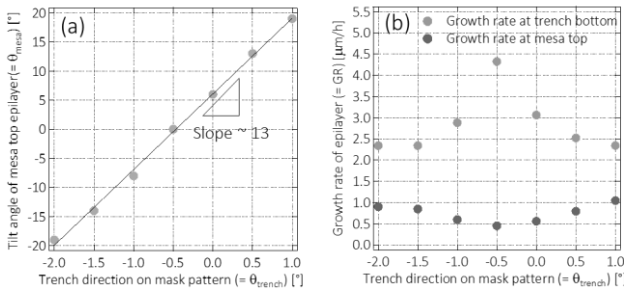 (a)
Tilt angle of mesa top epilayer(= θmesa) [°]
20
15
10
5
0
-5
-10
-15
-20
Slope ~ 13
-2.0 -1.5 -1.0 -0.5 0.0 0.5 1.0
Trench direction on mask pattern (= θtrench) [°]
(b)
Growth rate at trench bottom
Growth rate at mesa top
Growth rate of epilayer (= GR) [μm/h]
5.5
5.0
4.5
4.0
3.5
3.0
2.5
2.0
1.5
1.0
0.5
0.0
-2.0 -1.5 -1.0 -0.5 0.0 0.5 1.0
Trench direction on mask pattern (= θtrench) [°]